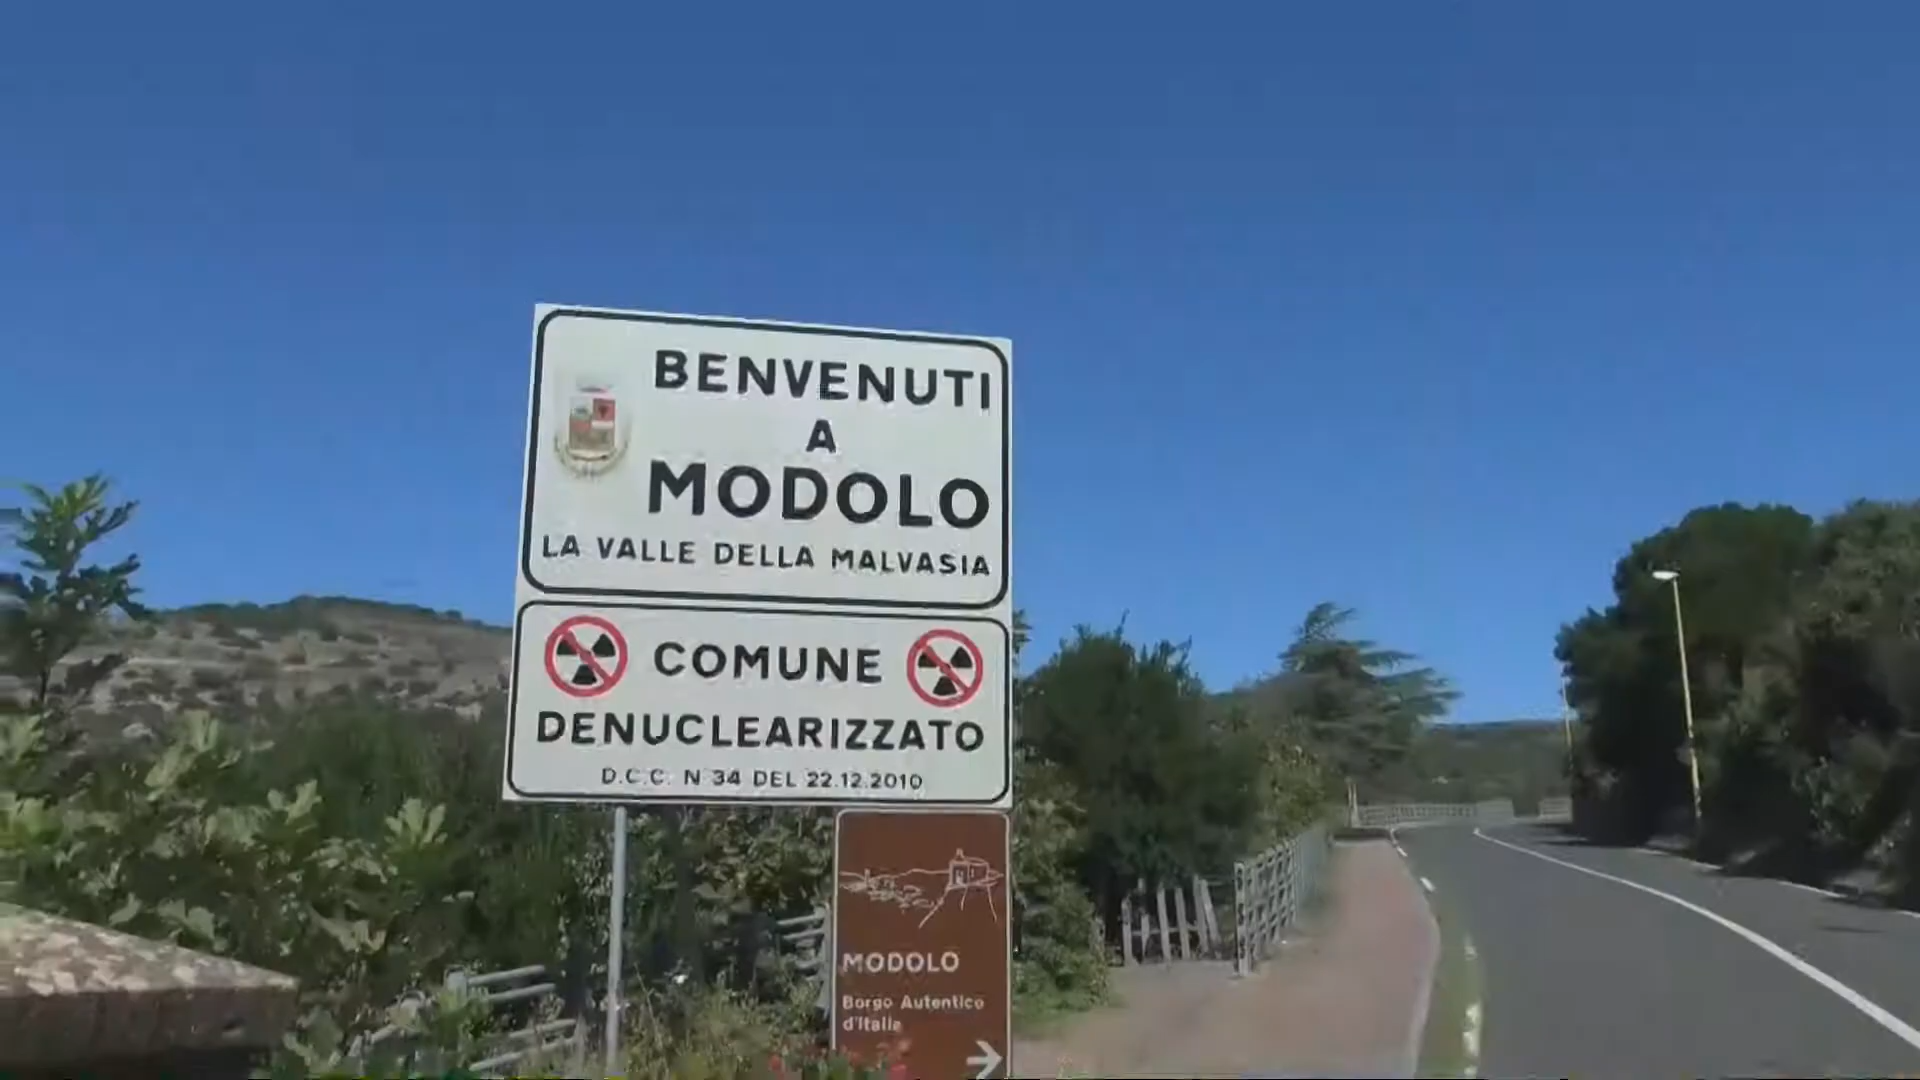 BENVENUTI
A
MODOLO
LA VALLE DELLA MALVASIA
COMUNE
DENUCLEARIZZATO
D.C.C. N 34 DEL 22.12.2010
MODOLO
Borgo Autentico
d'Italia